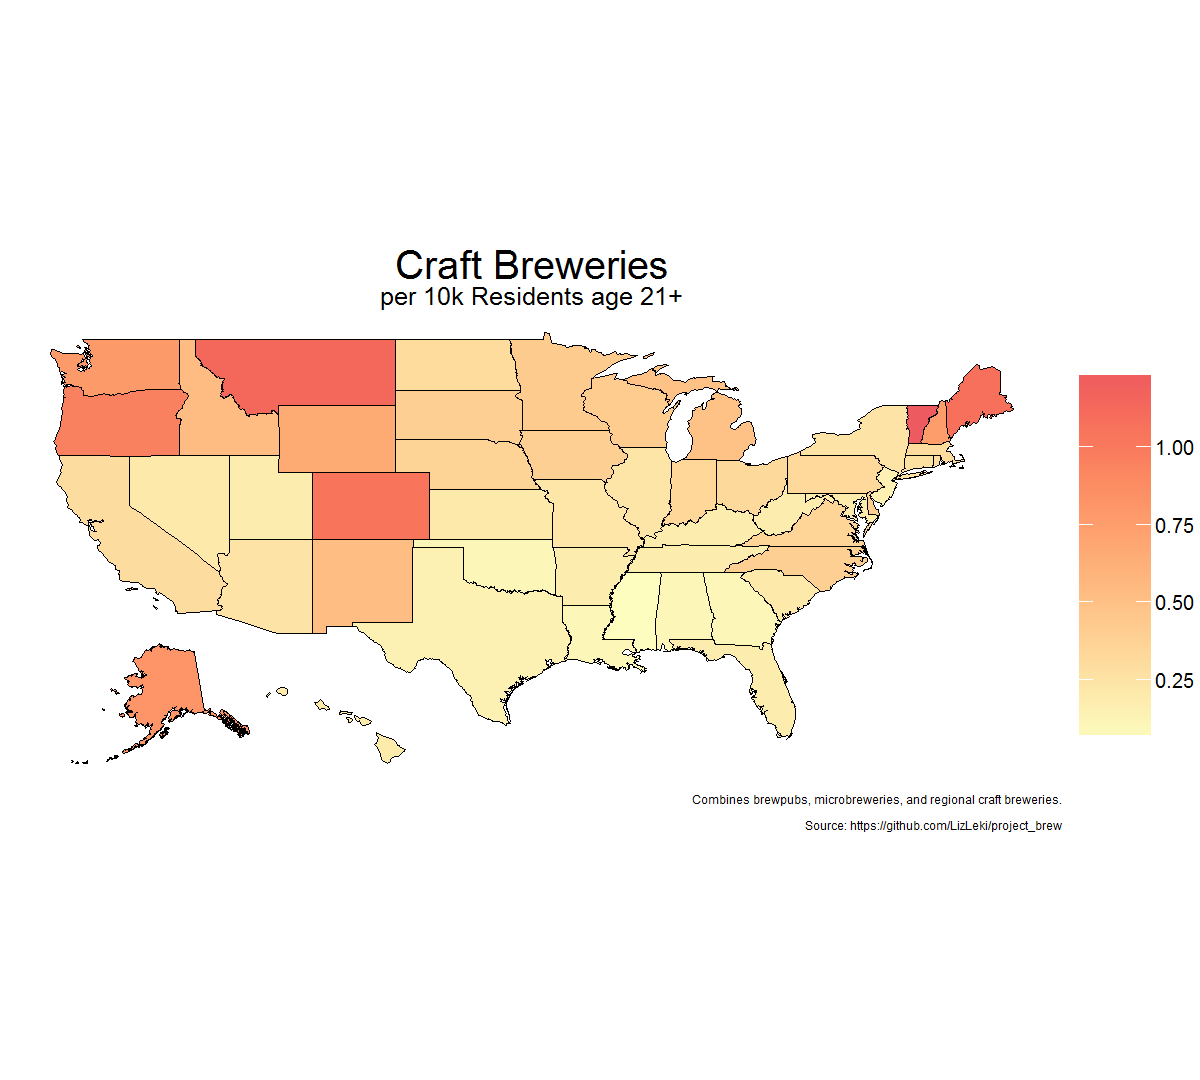 Craft Breweries
per 10k Residents age 21+
1.00
0.75
0.50
0.25
Combines brewpubs, microbreweries, and regional craft breweries.
Source: https://github.com/LizLeki/project_brew